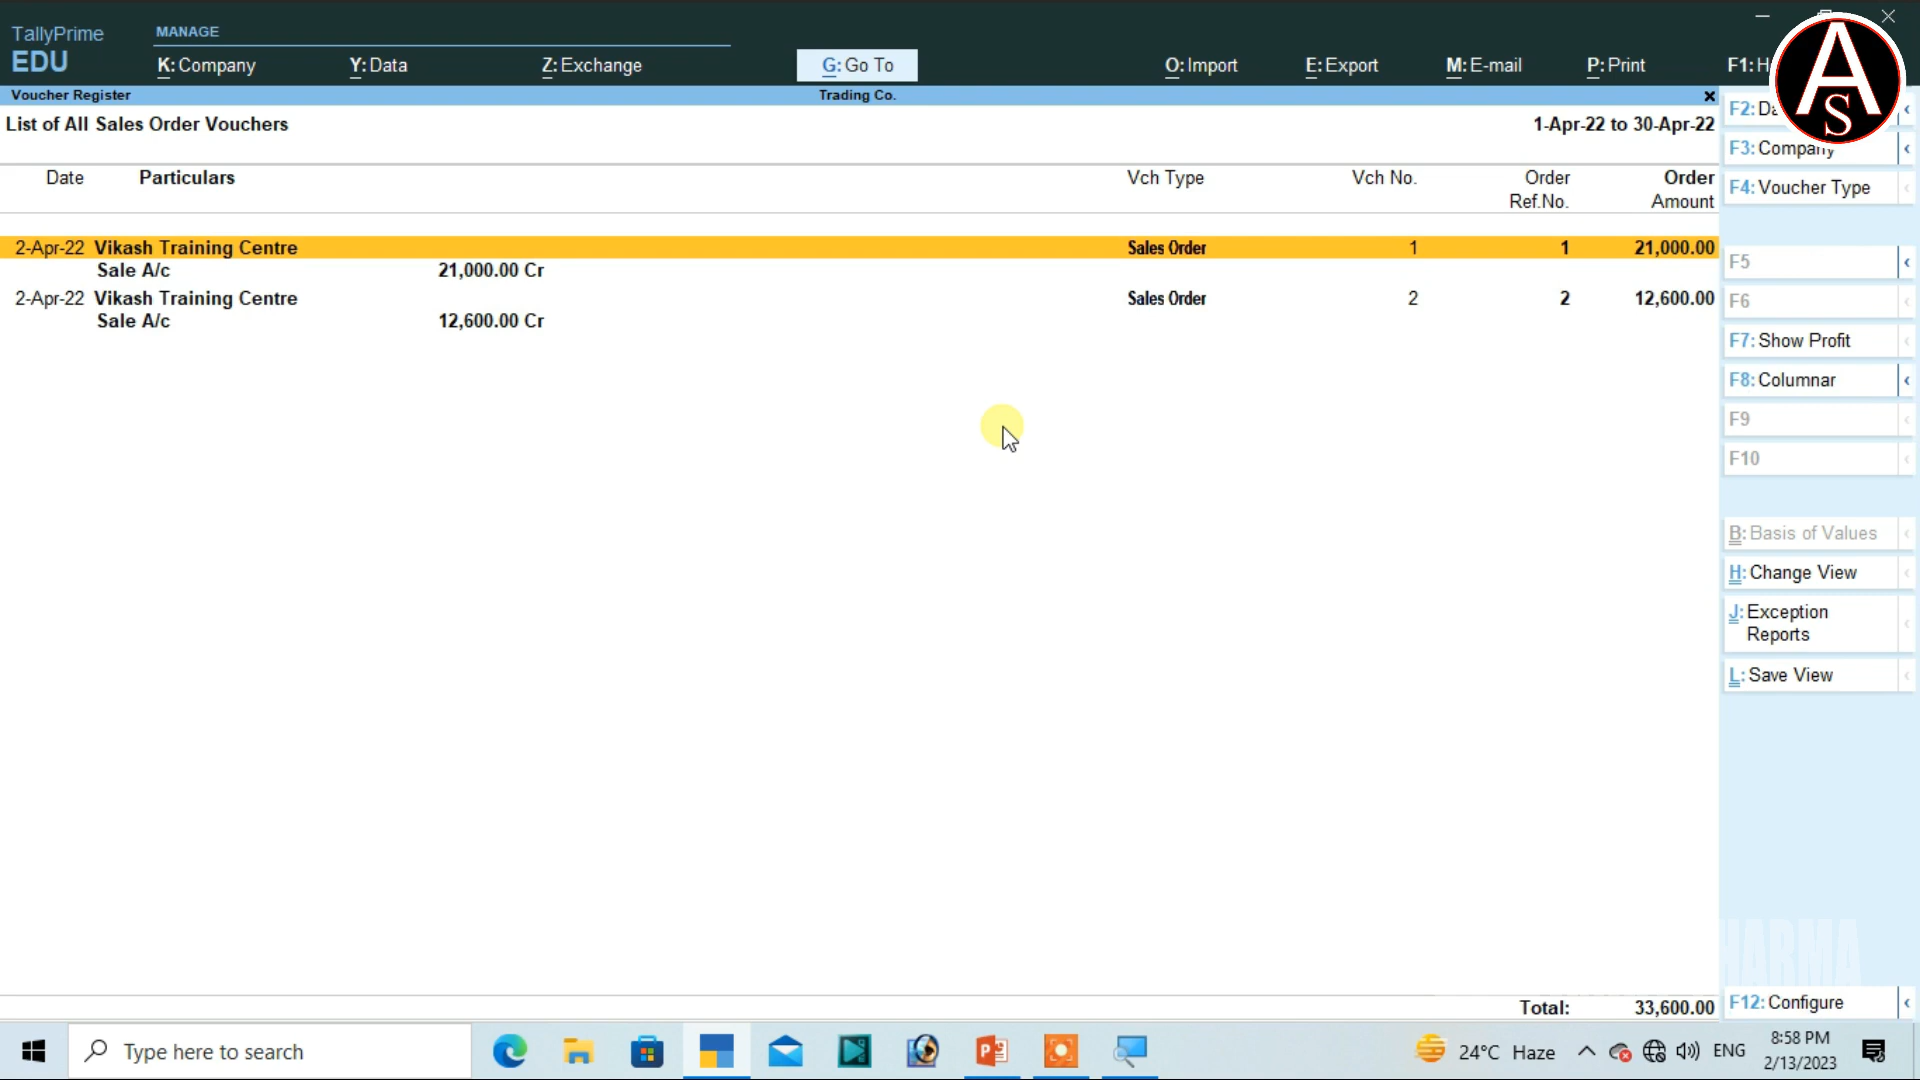 TallyPrime
EDU
MANAGE
K: Company
Y: Data
Z: Exchange
G: Go To
O: Import
E: Export
M: E-mail
P: Print
F1: H
A
S
Voucher Register
Trading Co.
List of All Sales Order Vouchers
1-Apr-22 to 30-Apr-22
Date Particulars Vch Type Vch No. Order Order
Ref.No. Amount
2-Apr-22 Vikash Training Centre Sales Order 1 1 21,000.00
Sale A/c 21,000.00 Cr
2-Apr-22 Vikash Training Centre Sales Order 2 2 12,600.00
Sale A/c 12,600.00 Cr
Total: 33,600.00
F2: Da
F3: Company
F4: Voucher Type
F5
F6
F7: Show Profit
F8: Columnar
F9
F10
B: Basis of Values
H: Change View
J: Exception
Reports
L: Save View
HARMA
F12: Configure
Type here to search
24°C Haze
ENG
8:58 PM
2/13/2023